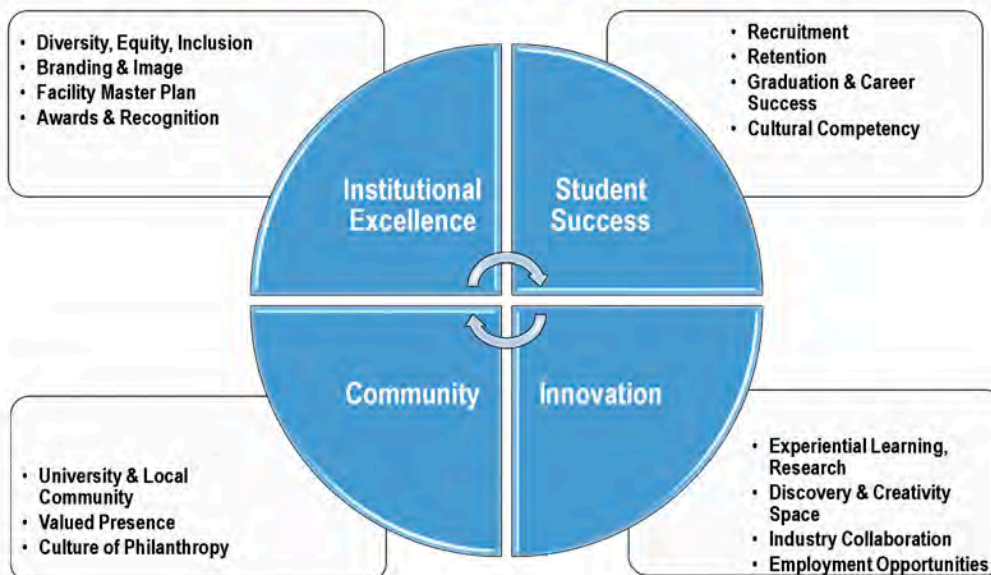 • Diversity, Equity, Inclusion
• Branding & Image
• Facility Master Plan
• Awards & Recognition
• Recruitment
• Retention
• Graduation & Career
Success
• Cultural Competency
Institutional
Excellence
Student
Success
Community
Innovation
• University & Local
Community
• Valued Presence
• Culture of Philanthropy
• Experiential Learning,
Research
• Discovery & Creativity
Space
• Industry Collaboration
• Employment Opportunities